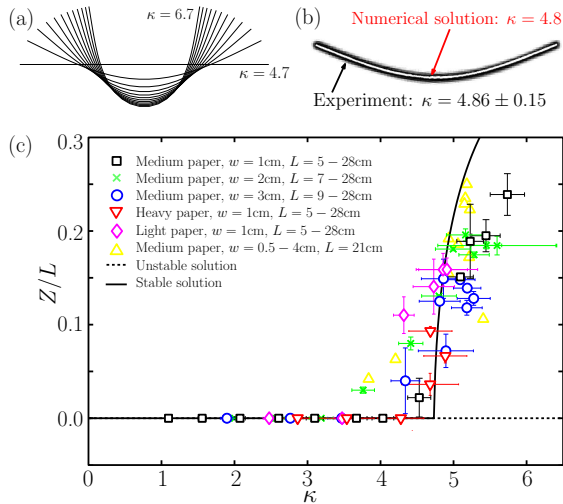 (a)
κ = 6.7
κ = 4.7
(b)
Numerical solution: κ = 4.8
Experiment: κ = 4.86 ± 0.15
(c)
Medium paper, w = 1cm, L = 5 − 28cm
Medium paper, w = 2cm, L = 7 − 28cm
Medium paper, w = 3cm, L = 9 − 28cm
Heavy paper, w = 1cm, L = 5 − 28cm
Light paper, w = 1cm, L = 5 − 28cm
Medium paper, w = 0.5 − 4cm, L = 21cm
Unstable solution
Stable solution
0.3
0.2
0.1
0.0
Z/L
0 1 2 3 4 5 6
κ